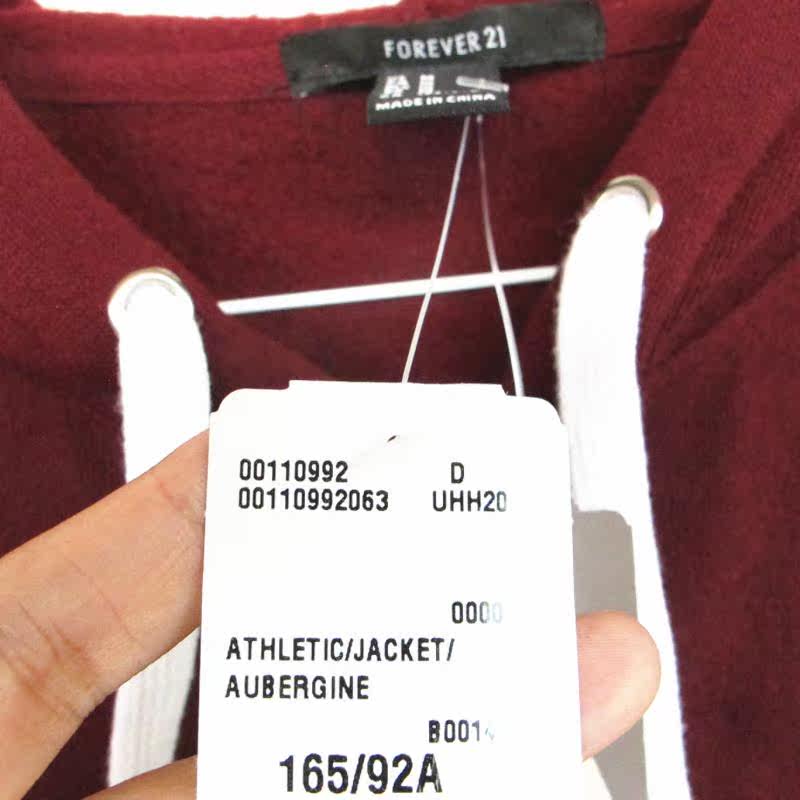 FOREVER 21
MADE IN CHINA
00110992 D
00110992063 UHH20
0000
ATHLETIC/JACKET/
AUBERGINE
B0014
165/92A